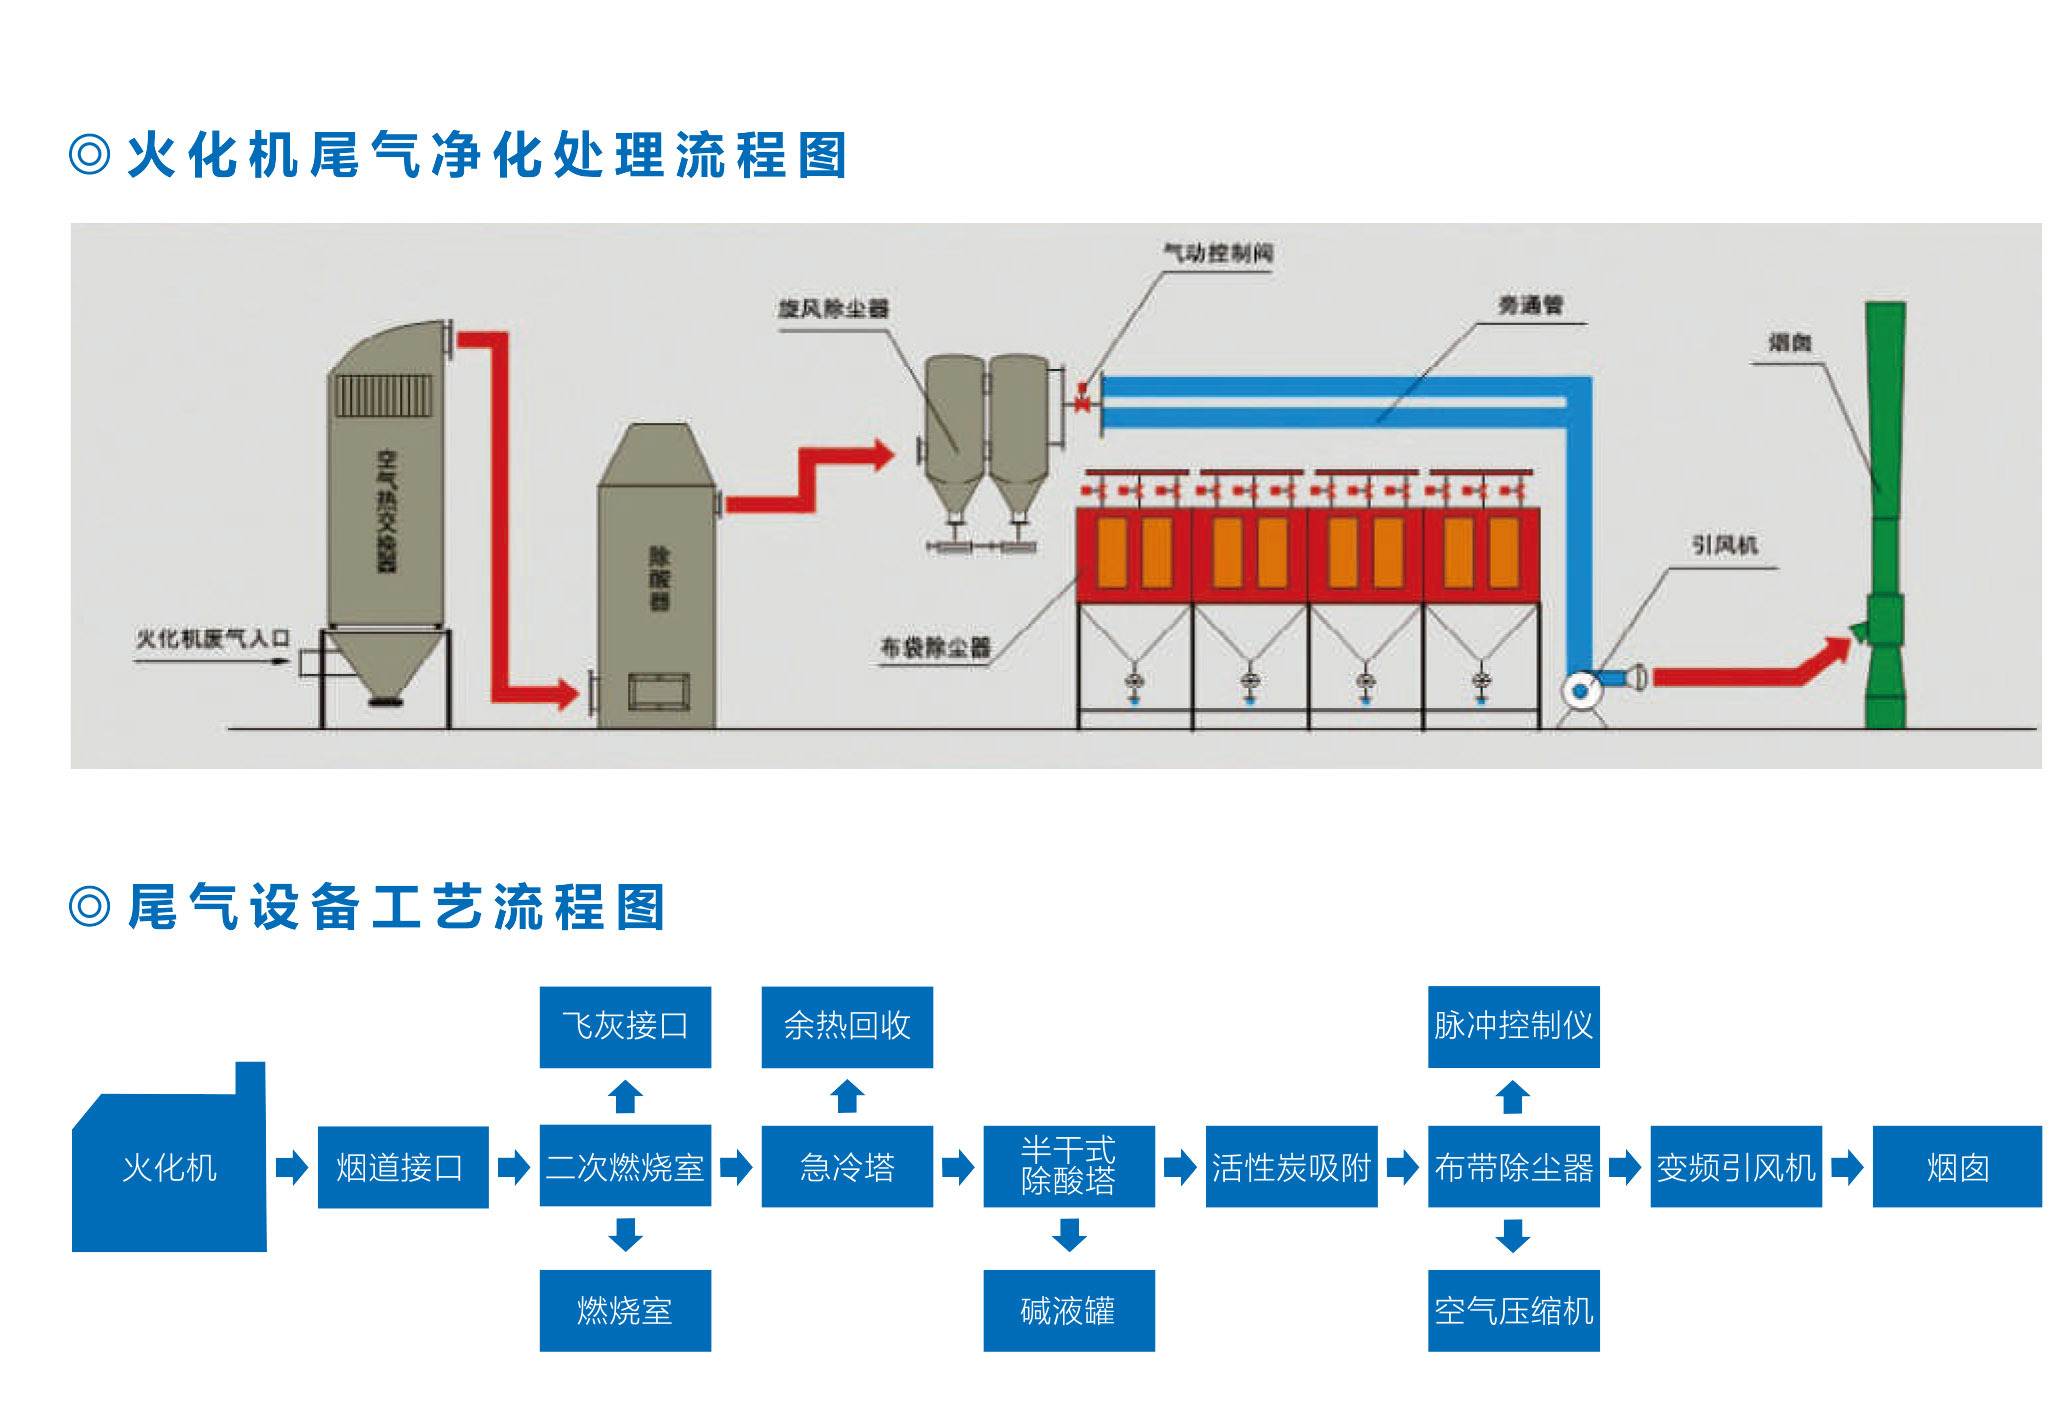 ◎ 火化机尾气净化处理流程图
气动控制阀
旋风除尘器
旁通管
烟囱
空气热交换器
除酸器
引风机
火化机废气入口
布袋除尘器
◎ 尾气设备工艺流程图
飞灰接口
余热回收
脉冲控制仪
火化机
烟道接口
二次燃烧室
急冷塔
半干式
除酸塔
活性炭吸附
布带除尘器
变频引风机
烟囱
燃烧室
碱液罐
空气压缩机